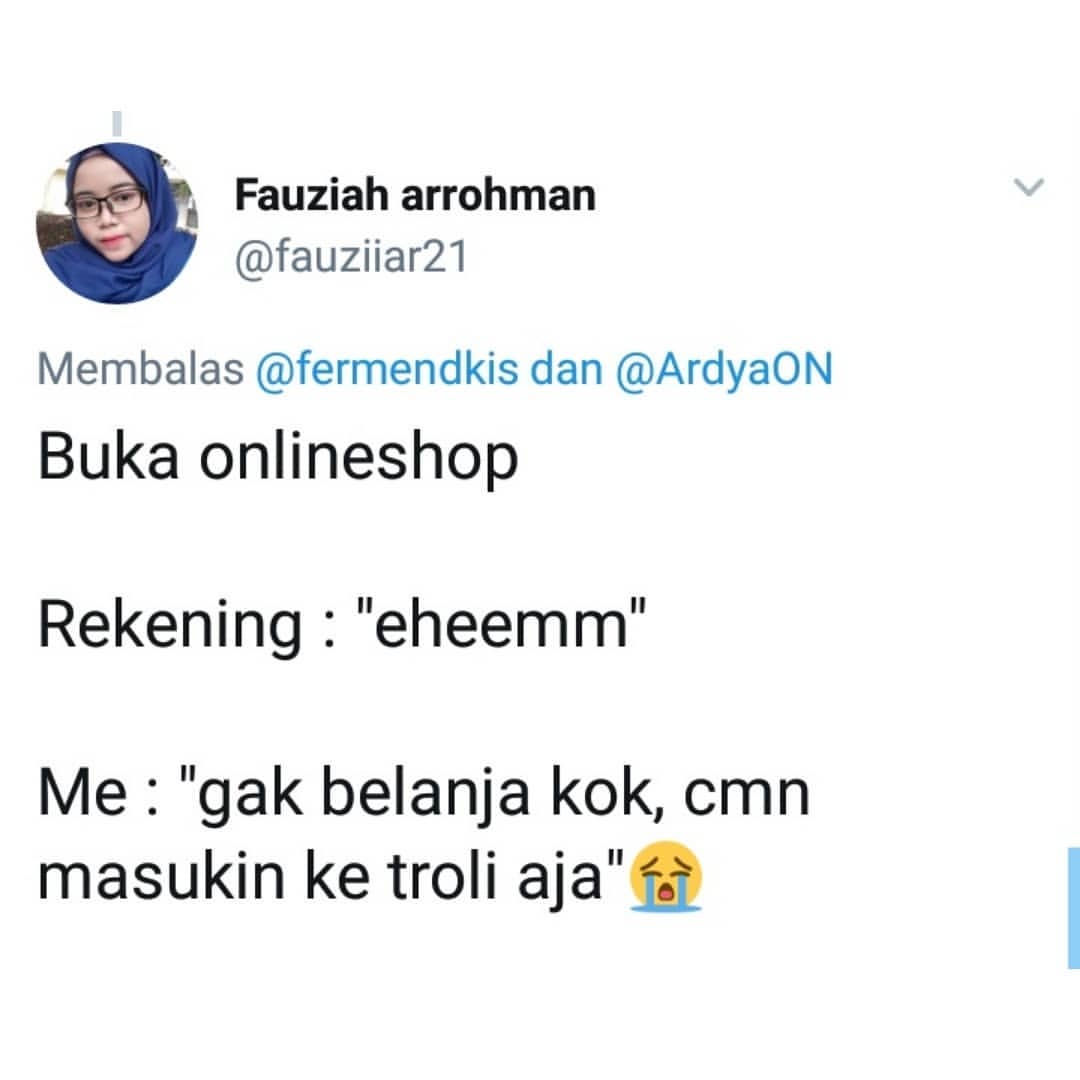 Fauziah arrohman
@fauziiar21
Membalas @fermendkis dan @ArdyaON
Buka onlineshop
Rekening : "eheemm"
Me : "gak belanja kok, cmn
masukin ke troli aja"😭